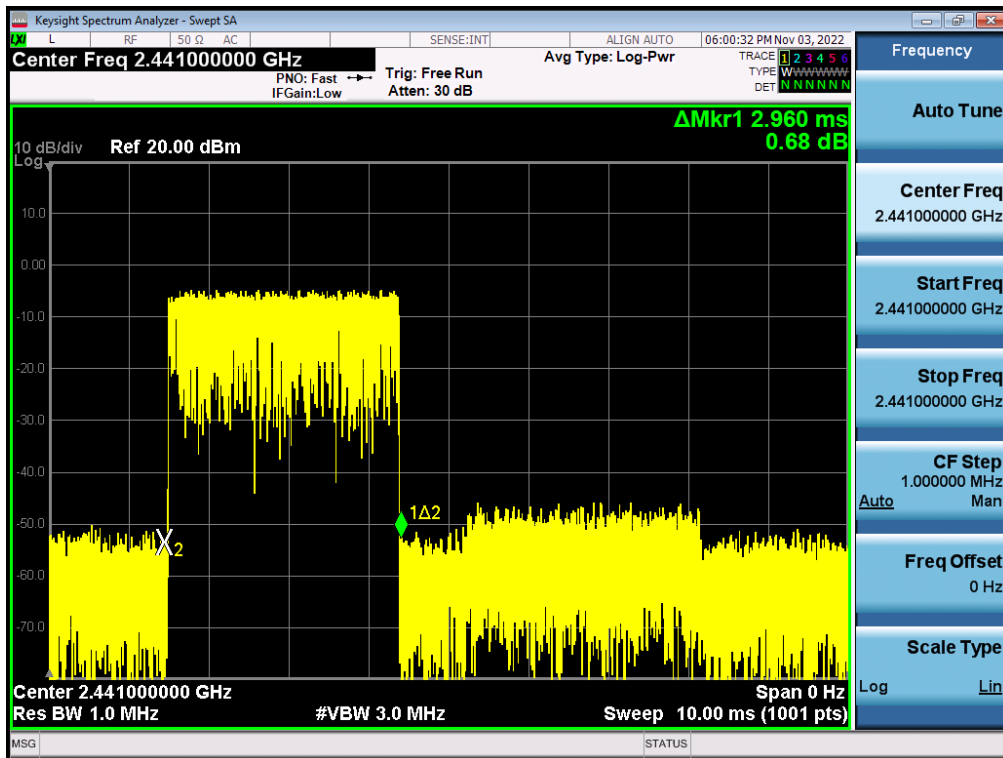 Keysight Spectrum Analyzer - Swept SA
LXI L RF 50 Ω AC SENSE:INT ALIGN AUTO 06:00:32 PM Nov 03, 2022
Center Freq 2.441000000 GHz
PNO: Fast
IFGain:Low
Trig: Free Run
Atten: 30 dB
Avg Type: Log-Pwr
TRACE 1 2 3 4 5 6
TYPE WWWWWW
DET N N N N N N
ΔMkr1 2.960 ms
0.68 dB
10 dB/div Ref 20.00 dBm
Log
10.0
0.00
-10.0
-20.0
-30.0
-40.0
-50.0
-60.0
-70.0
X2
1Δ2
Center 2.441000000 GHz Span 0 Hz
Res BW 1.0 MHz #VBW 3.0 MHz Sweep 10.00 ms (1001 pts)
MSG STATUS
Frequency
Auto Tune
Center Freq
2.441000000 GHz
Start Freq
2.441000000 GHz
Stop Freq
2.441000000 GHz
CF Step
1.000000 MHz
Auto Man
Freq Offset
0 Hz
Scale Type
Log Lin